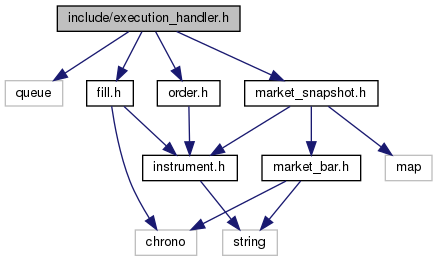 include/execution_handler.h
queue
fill.h
order.h
market_snapshot.h
instrument.h
market_bar.h
map
chrono
string